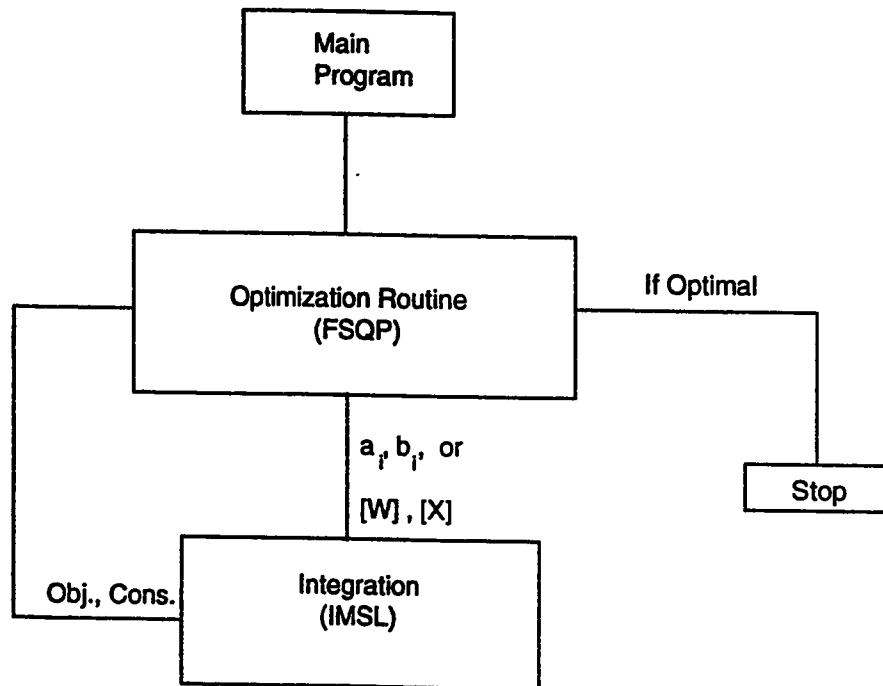 Main
Program
Optimization Routine
(FSQP)
If Optimal
a_i, b_i, or
[W] , [X]
Stop
Integration
(IMSL)
Obj., Cons.